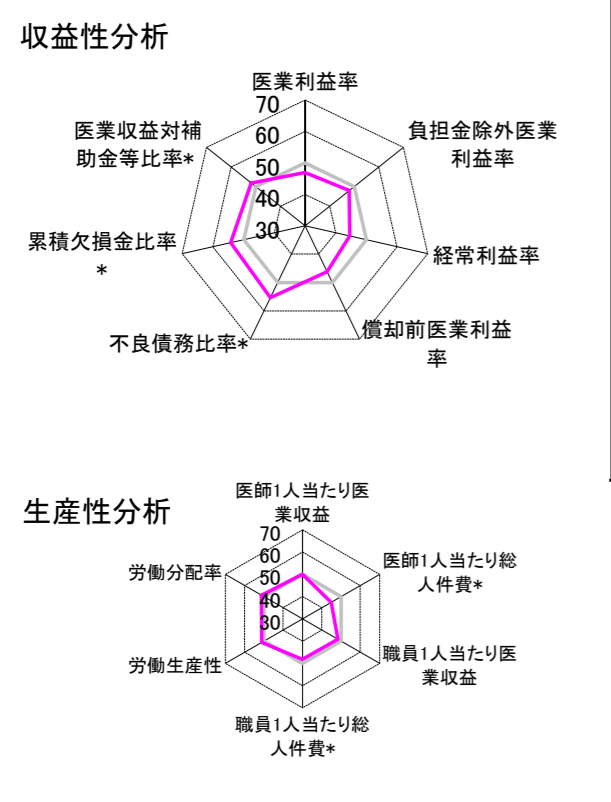 収益性分析
医業利益率
70
60
50
40
30
負担金除外医業
利益率
経常利益率
償却前医業利益
率
不良債務比率*
累積欠損金比率
*
医業収益対補
助金等比率*
生産性分析
医師1人当たり医
業収益
70
60
50
40
30
医師1人当たり総
人件費*
職員1人当たり医
業収益
職員1人当たり総
人件費*
労働生産性
労働分配率